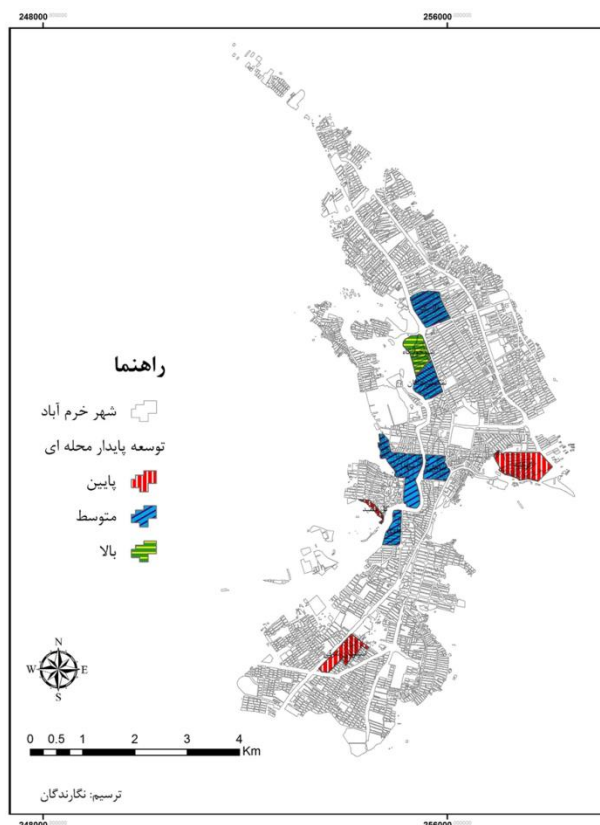 248000
256000
راهنما
شهر خرم آباد
توسعه پایدار محله ای
پایین
متوسط
بالا
N
W E
S
0 0.5 1 2 3 4
Km
ترسیم: نگارندگان
248000
256000